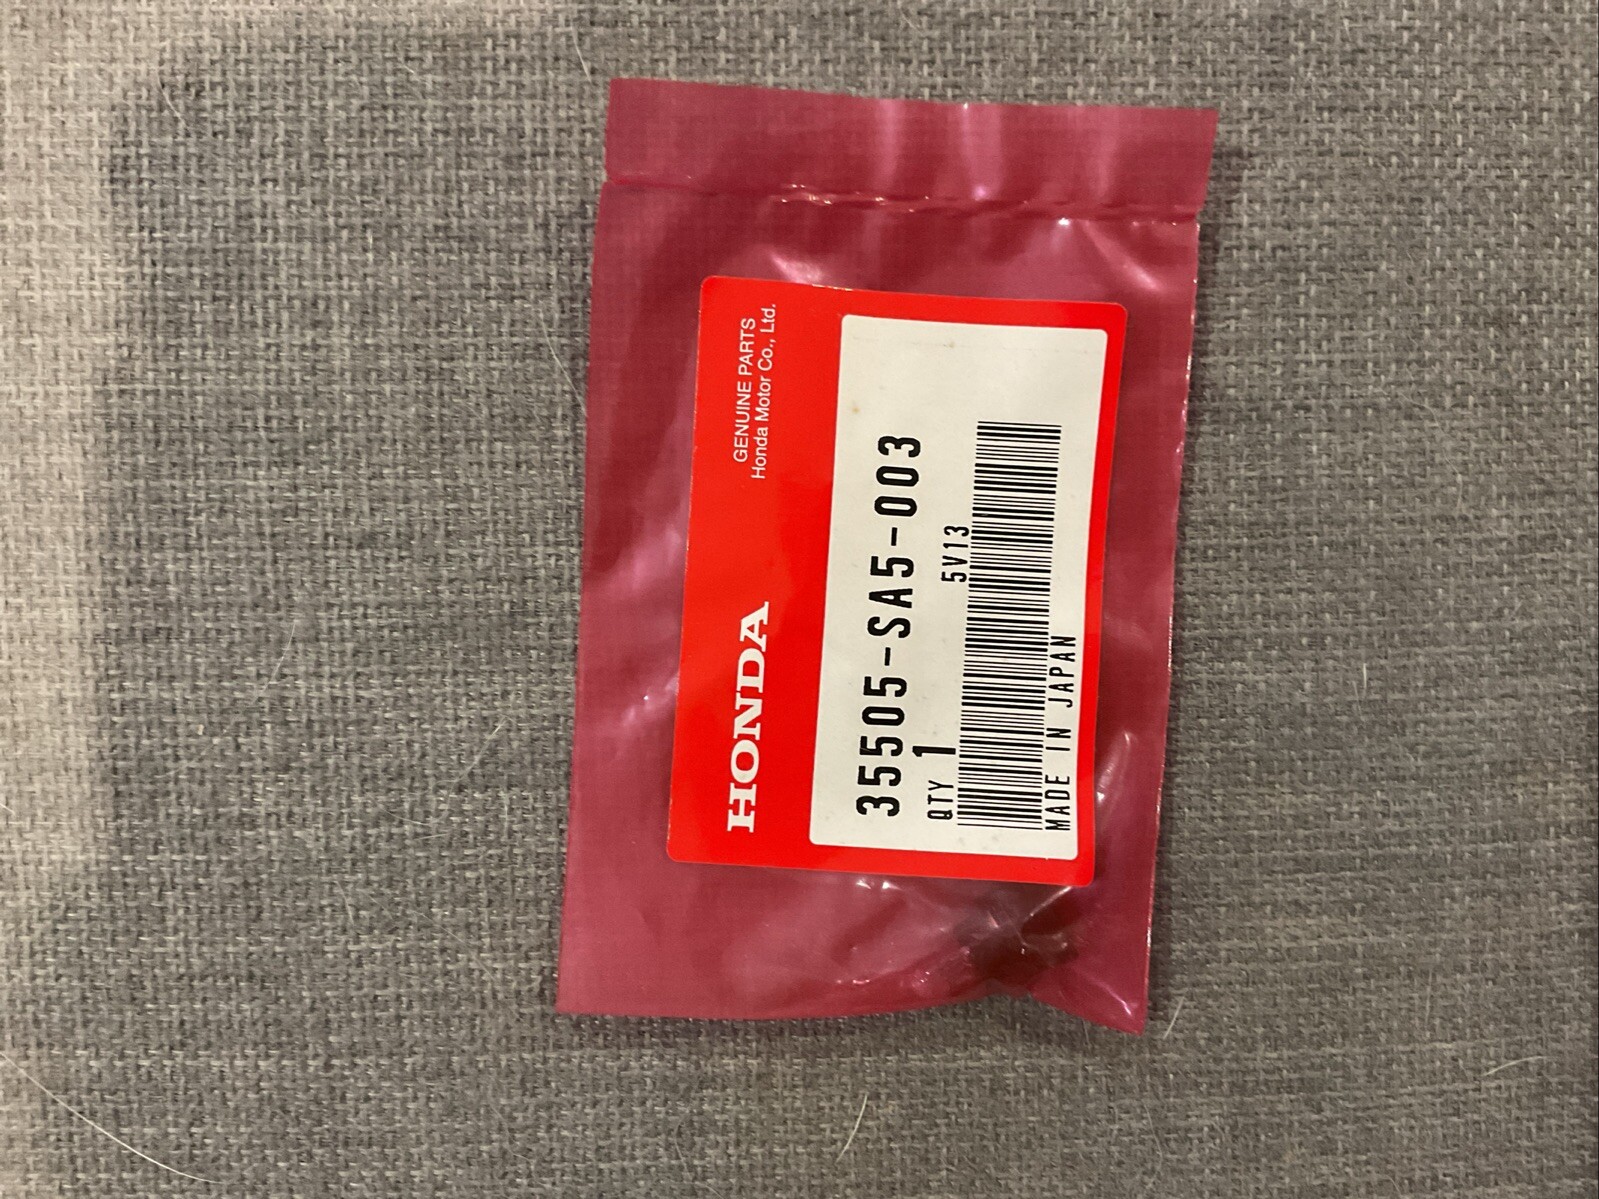 HONDA
GENUINE PARTS
Honda Motor Co., Ltd.
35505-SA5-003
QTY 1
5V13
MADE IN JAPAN